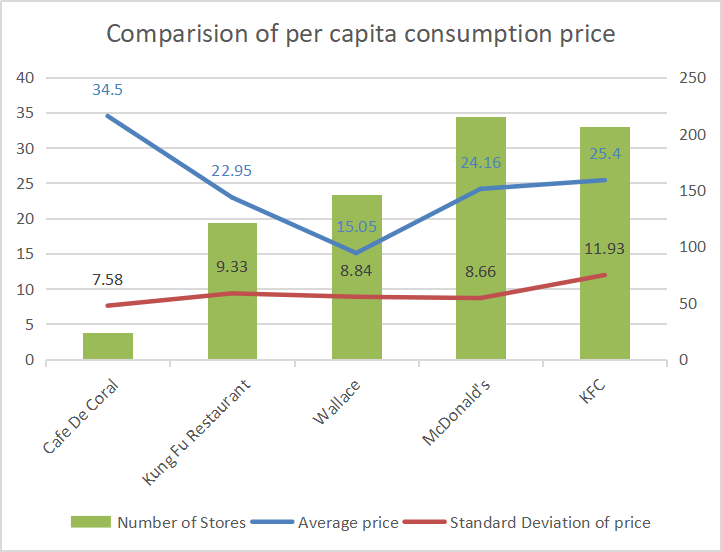 Comparision of per capita consumption price
40
35
30
25
20
15
10
5
0
250
200
150
100
50
0
34.5
22.95
15.05
24.16
25.4
7.58
9.33
8.84
8.66
11.93
Cafe De Coral
Kung Fu Restaurant
Wallace
McDonald's
KFC
Number of Stores
Average price
Standard Deviation of price